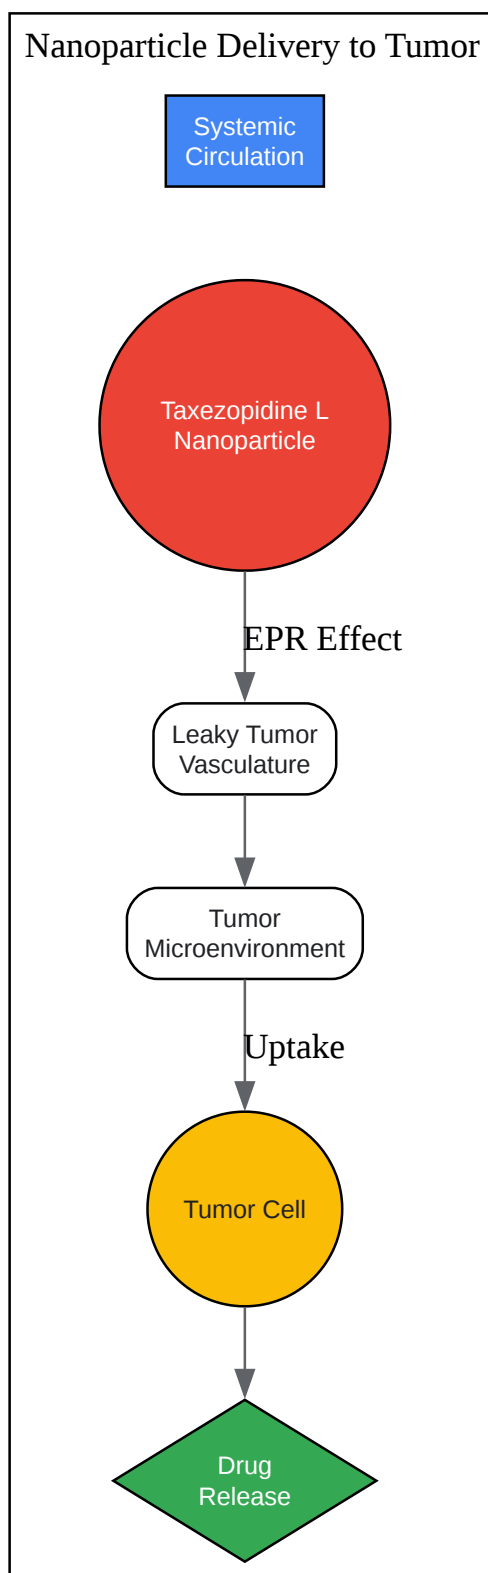 Nanoparticle Delivery to Tumor
Systemic
Circulation
Taxezopidine L
Nanoparticle
EPR Effect
Leaky Tumor
Vasculature
Tumor
Microenvironment
Uptake
Tumor Cell
Drug
Release